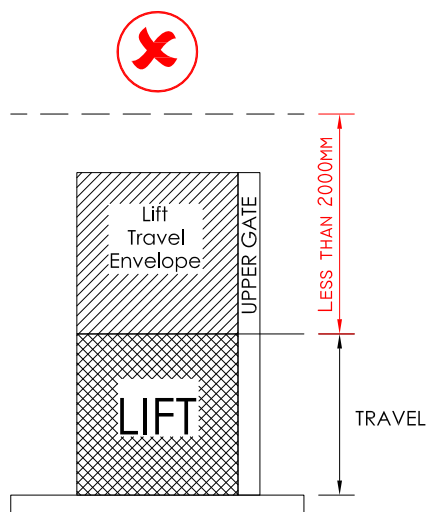 Lift
Travel
Envelope
UPPER GATE
LESS THAN 2000MM
LIFT
TRAVEL